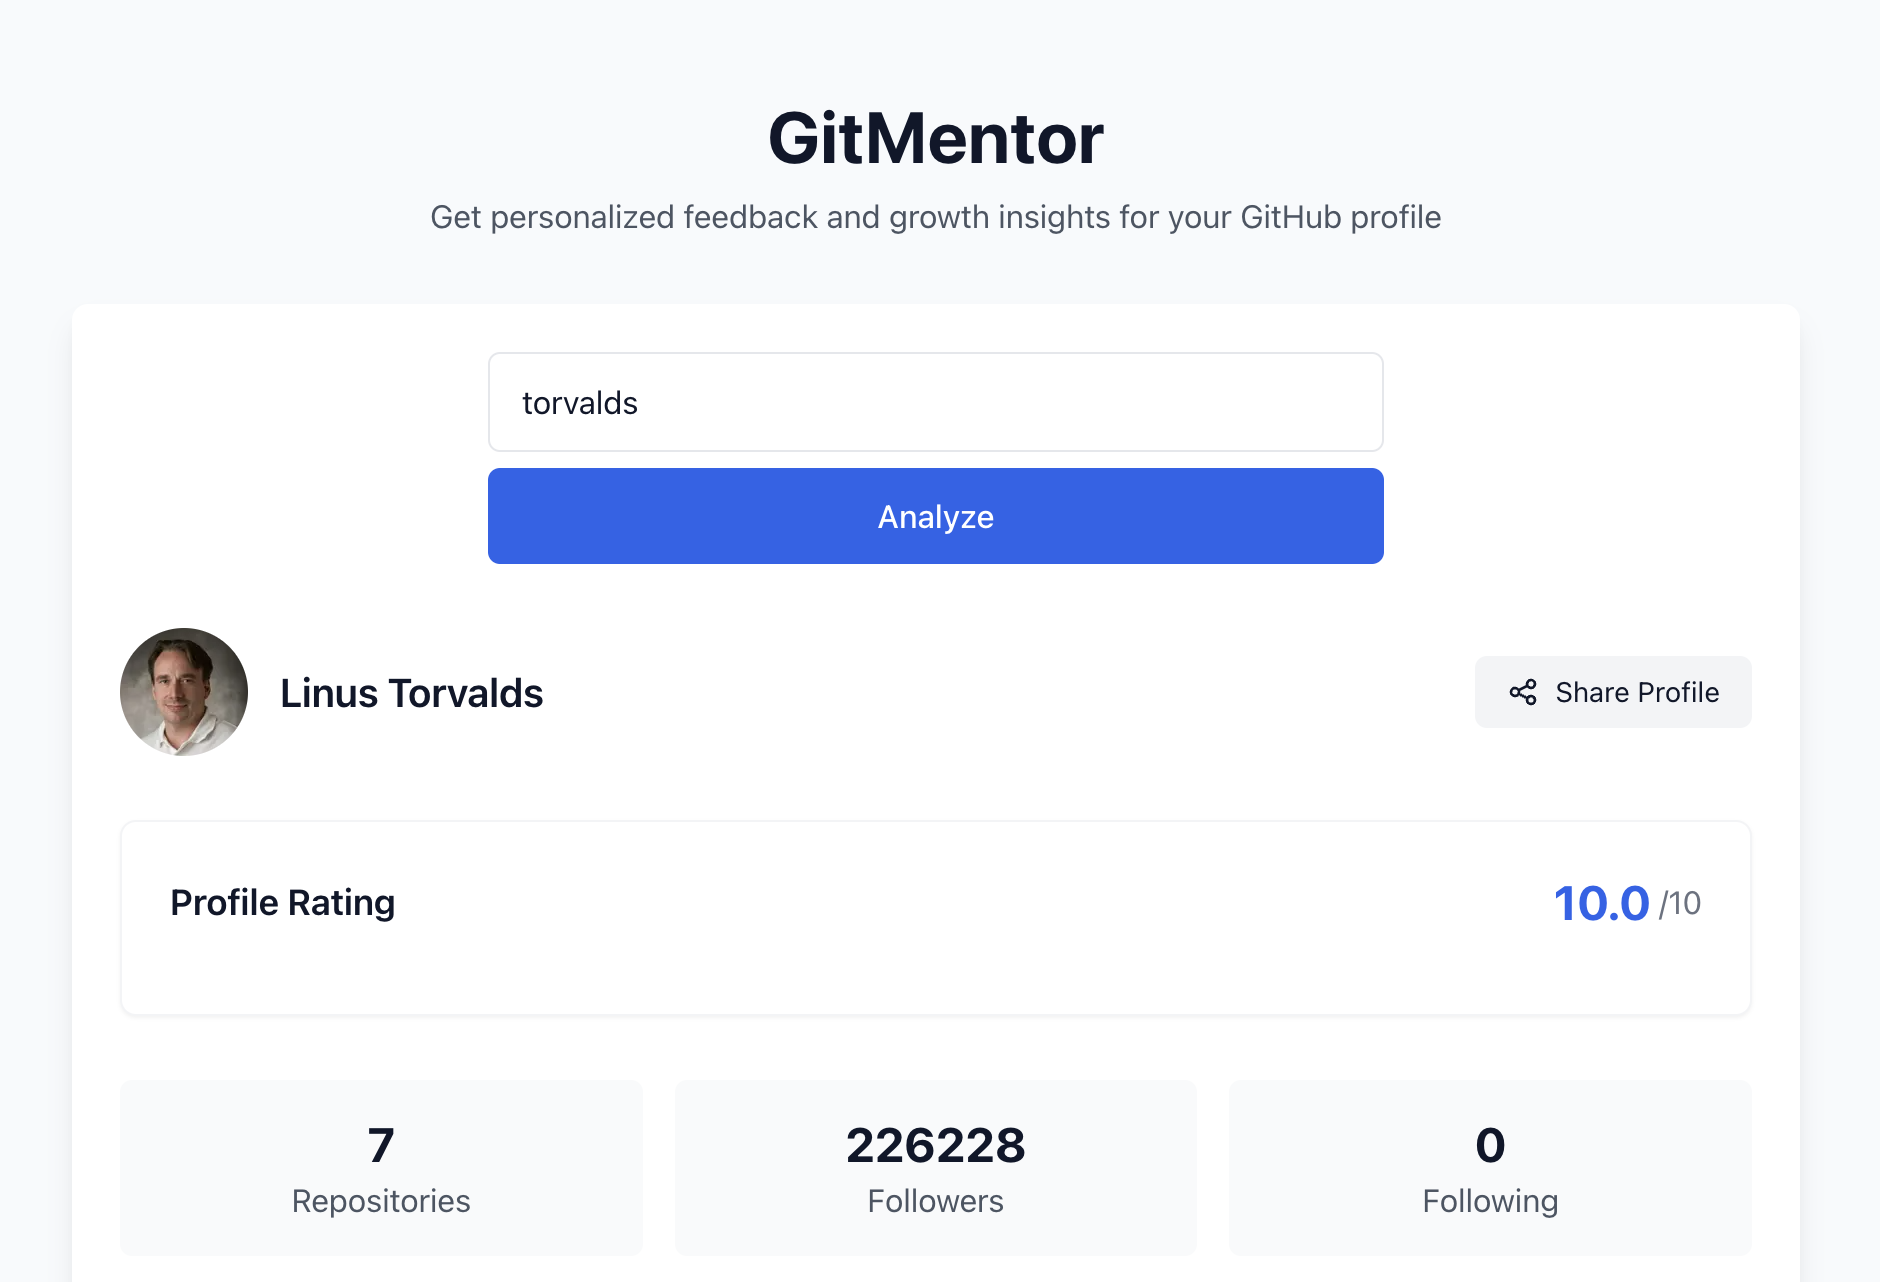 GitMentor
Get personalized feedback and growth insights for your GitHub profile
torvalds
Analyze
Linus Torvalds
Share Profile
Profile Rating
10.0 /10
7
Repositories
226228
Followers
0
Following